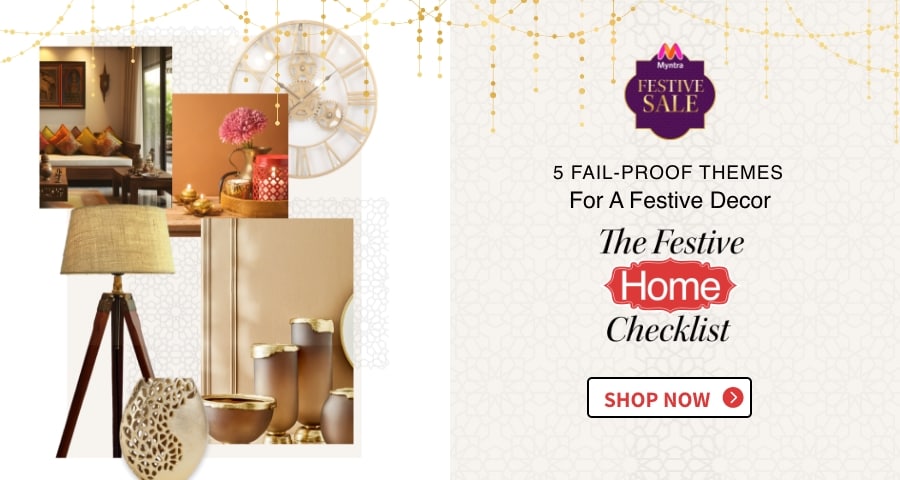 Myntra
FESTIVE
SALE
5 FAIL-PROOF THEMES
For A Festive Decor
The Festive
Home
Checklist
SHOP NOW